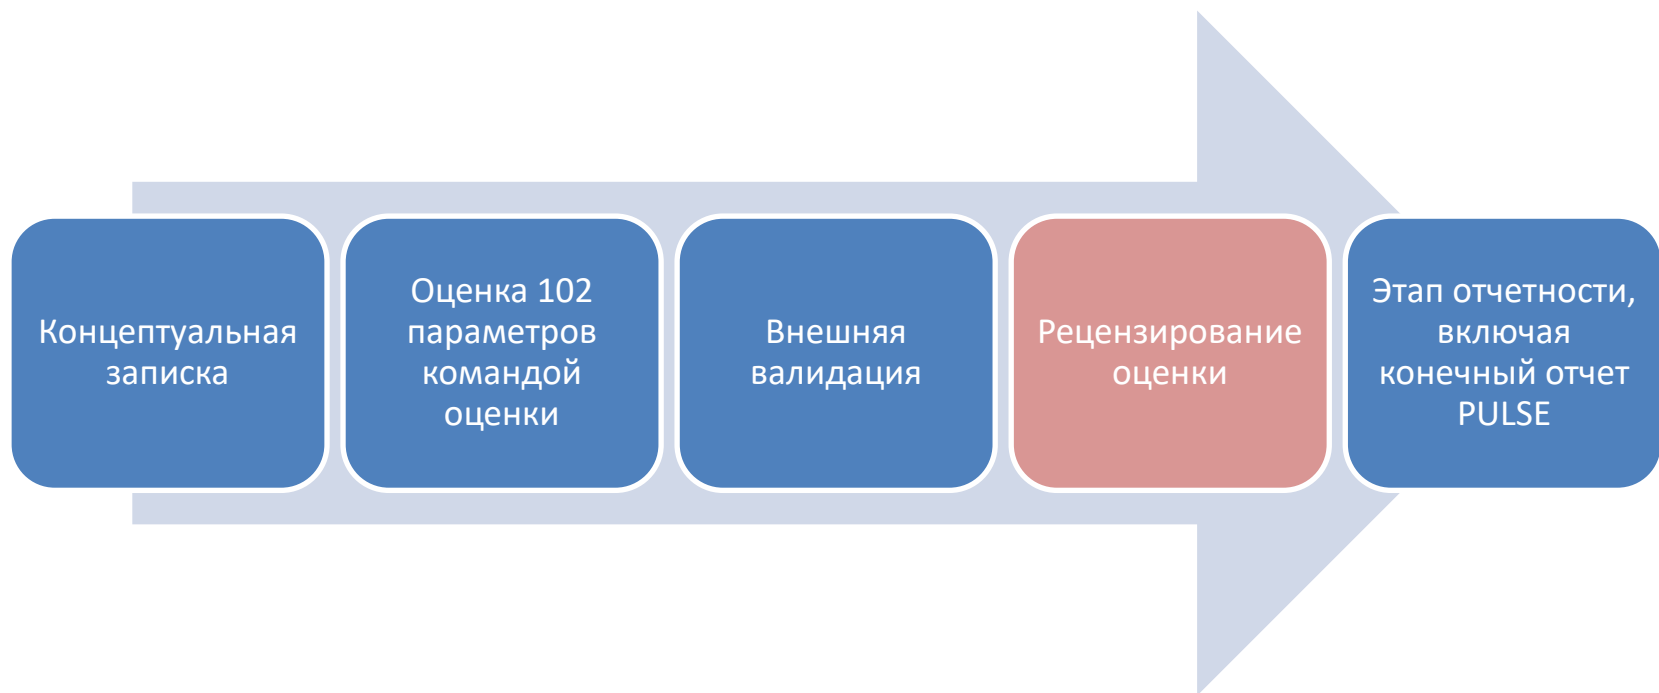 Концептуальная
записка
Оценка 102
параметров
командой
оценки
Внешняя
валидация
Рецензирование
оценки
Этап отчетности,
включая
конечный отчет
PULSE